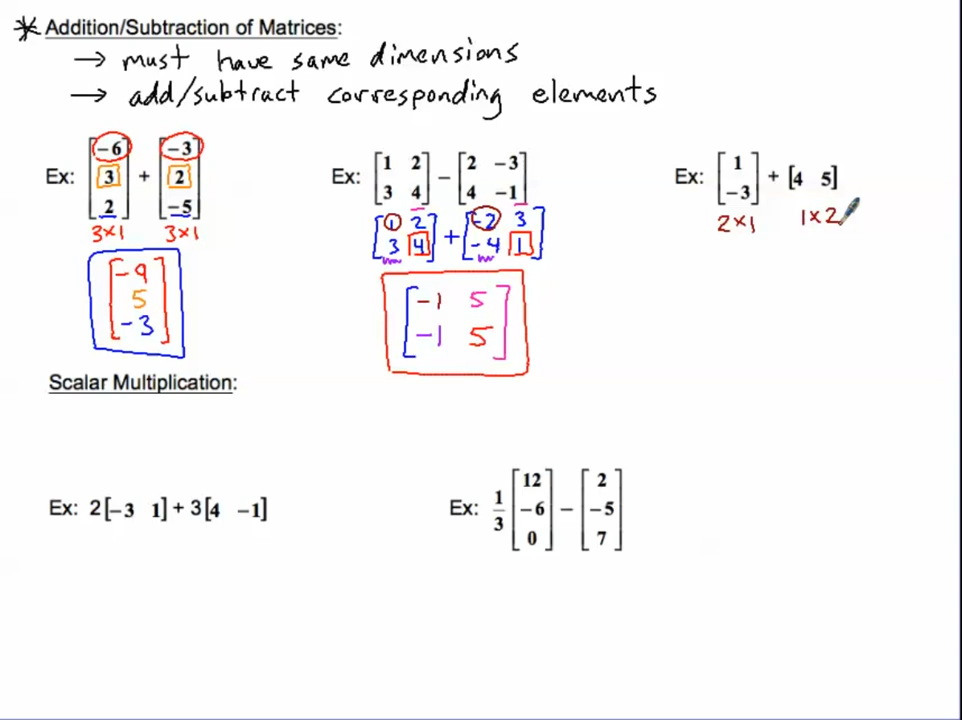 * Addition/Subtraction of Matrices:
→ must have same dimensions
→ add/subtract corresponding elements
Ex: [-6 3 2] + [-3 2 -5]
3×1 3×1
[-9 5 -3]
Ex: [1 2 3 4] - [2 -3 4 -1]
[1 2 3 4] + [-2 3 -4 1]
[-1 5 -1 5]
Ex: [1 -3] + [4 5]
2×1 1×2
Scalar Multiplication:
Ex: 2[-3 1] + 3[4 -1]
Ex: 1/3 [12 -6 0] - [2 -5 7]